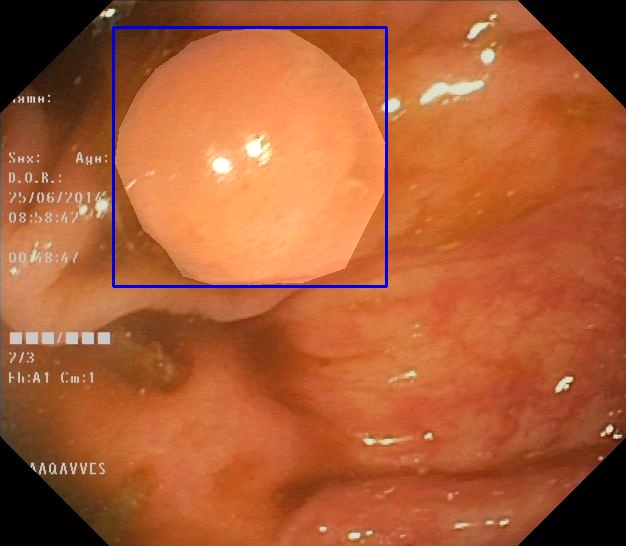 Name:
Sex: Age:
D.O.B.:
25/06/2014
08:58:42
00:48:47
■■■/■■■
2/3
Eh:A1 Cm:1
AAQAVVES